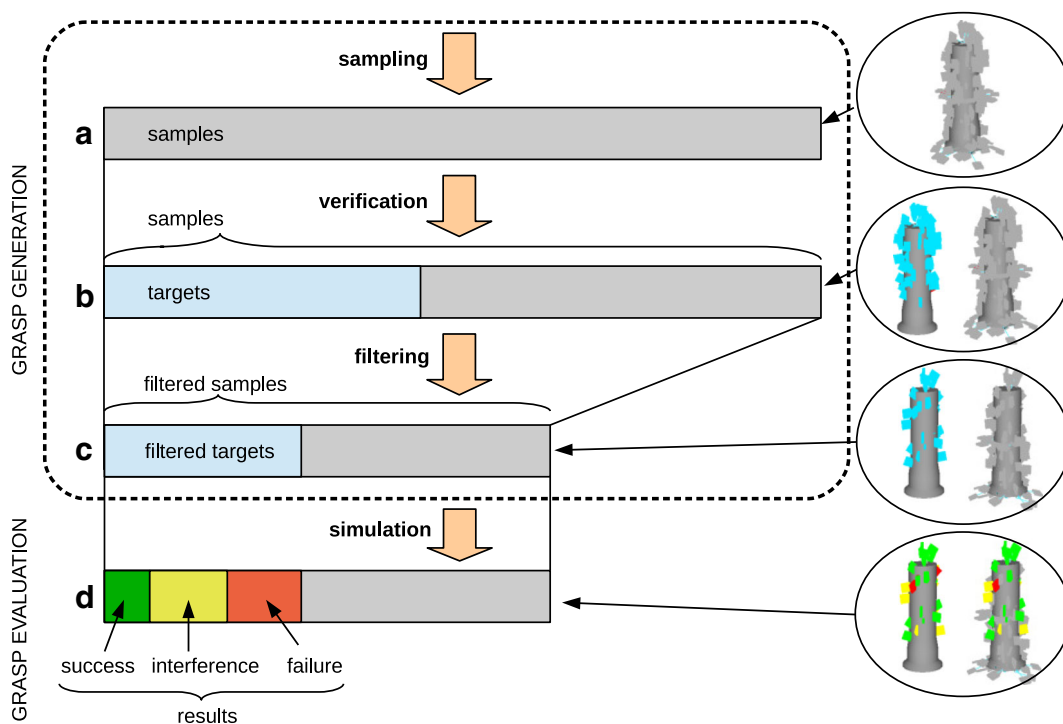 sampling
a
samples
verification
samples
b
targets
filtering
filtered samples
c
filtered targets
GRASP GENERATION
simulation
d
success
interference
failure
results
GRASP EVALUATION